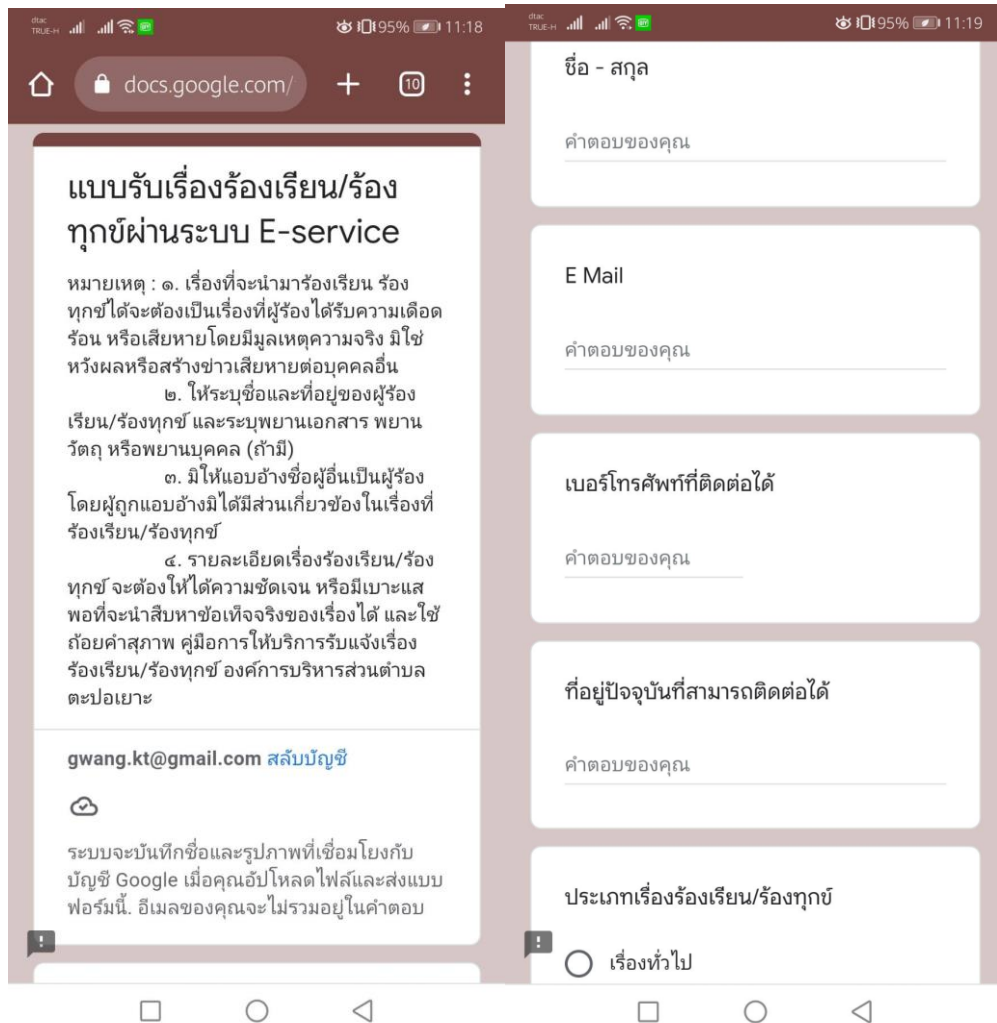 dtac
TRUE-H
95% 11:18
docs.google.com/
10
แบบรับเรื่องร้องเรียน/ร้อง
ทุกข์ผ่านระบบ E-service
หมายเหตุ : ๑. เรื่องที่จะนำมาร้องเรียน ร้อง
ทุกข์ได้จะต้องเป็นเรื่องที่ผู้ร้องได้รับความเดือด
ร้อน หรือเสียหายโดยมีมูลเหตุความจริง มิใช่
หวังผลหรือสร้างข่าวเสียหายต่อบุคคลอื่น
๒. ให้ระบุชื่อและที่อยู่ของผู้ร้อง
เรียน/ร้องทุกข์ และระบุพยานเอกสาร พยาน
วัตถุ หรือพยานบุคคล (ถ้ามี)
๓. มิให้แอบอ้างชื่อผู้อื่นเป็นผู้ร้อง
โดยผู้ถูกแอบอ้างมิได้มีส่วนเกี่ยวข้องในเรื่องที่
ร้องเรียน/ร้องทุกข์
๔. รายละเอียดเรื่องร้องเรียน/ร้อง
ทุกข์ จะต้องให้ได้ความชัดเจน หรือมีเบาะแส
พอที่จะนำสืบหาข้อเท็จจริงของเรื่องได้ และใช้
ถ้อยคำสุภาพ คู่มือการให้บริการรับแจ้งเรื่อง
ร้องเรียน/ร้องทุกข์ องค์การบริหารส่วนตำบล
ตะปอเยาะ
gwang.kt@gmail.com สลับบัญชี
ระบบจะบันทึกชื่อและรูปภาพที่เชื่อมโยงกับ
บัญชี Google เมื่อคุณอัปโหลดไฟล์และส่งแบบ
ฟอร์มนี้. อีเมลของคุณจะไม่รวมอยู่ในคำตอบ
dtac
TRUE-H
95% 11:19
ชื่อ - สกุล
คำตอบของคุณ
E Mail
คำตอบของคุณ
เบอร์โทรศัพท์ที่ติดต่อได้
คำตอบของคุณ
ที่อยู่ปัจจุบันที่สามารถติดต่อได้
คำตอบของคุณ
ประเภทเรื่องร้องเรียน/ร้องทุกข์
เรื่องทั่วไป